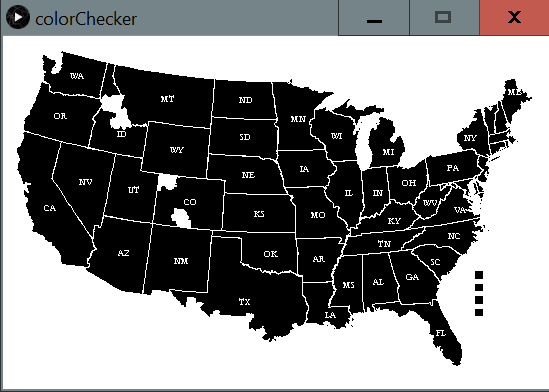 colorChecker
WA
MT
ND
MN
ME
OR
ID
SD
WI
NY
WY
MI
NV
UT
CO
NE
IA
IL
IN
OH
PA
CA
KS
MO
KY
WV
VA
AZ
NM
OK
AR
TN
NC
TX
LA
MS
AL
GA
SC
FL